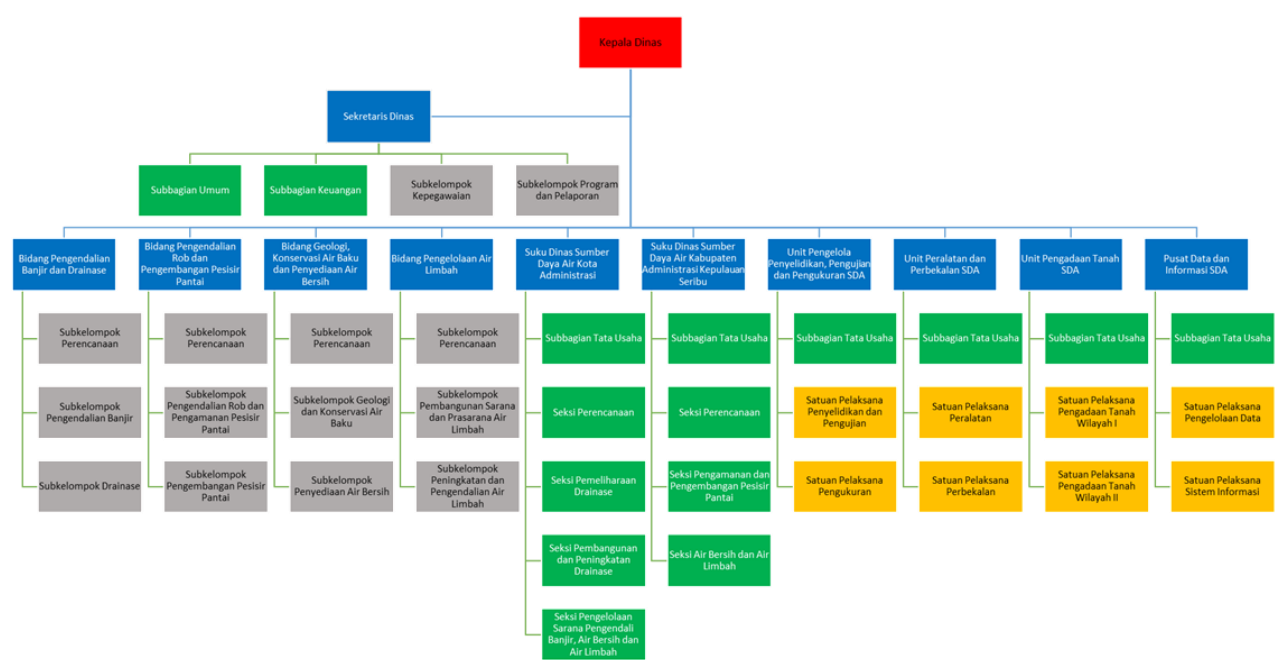 Kepala Dinas
Sekretaris Dinas
Subbagian Umum
Subbagian Keuangan
Subkelompok
Kepegawaian
Subkelompok Program
dan Pelaporan
Bidang Pengendalian
Banjir dan Drainase
Bidang Pengendalian
Rob dan
Pengembangan Pesisir
Pantai
Bidang Geologi,
Konservasi Air Baku
dan Penyediaan Air
Bersih
Bidang Pengelolaan Air
Limbah
Suku Dinas Sumber
Daya Air Kota
Administrasi
Suku Dinas Sumber
Daya Air Kabupaten
Administrasi Kepulauan
Seribu
Unit Pengelola
Penyelidikan, Pengujian
dan Pengukuran SDA
Unit Peralatan dan
Perbekalan SDA
Unit Pengadaan Tanah
SDA
Pusat Data dan
Informasi SDA
Subkelompok
Perencanaan
Subkelompok
Perencanaan
Subkelompok
Perencanaan
Subkelompok
Perencanaan
Subbagian Tata Usaha
Subbagian Tata Usaha
Subbagian Tata Usaha
Subbagian Tata Usaha
Subbagian Tata Usaha
Subbagian Tata Usaha
Subkelompok
Pengendalian Banjir
Subkelompok
Pengendalian Rob dan
Pengamanan Pesisir
Pantai
Subkelompok Geologi
dan Konservasi Air
Baku
Subkelompok
Pembangunan Sarana
dan Prasarana Air
Limbah
Seksi Perencanaan
Seksi Perencanaan
Satuan Pelaksana
Penyelidikan dan
Pengujian
Satuan Pelaksana
Peralatan
Satuan Pelaksana
Pengadaan Tanah
Wilayah I
Satuan Pelaksana
Pengelolaan Data
Subkelompok Drainase
Subkelompok
Pengembangan Pesisir
Pantai
Subkelompok
Penyediaan Air Bersih
Subkelompok
Peningkatan dan
Pengendalian Air
Limbah
Seksi Pemeliharaan
Drainase
Seksi Pengamanan dan
Pengembangan Pesisir
Pantai
Satuan Pelaksana
Pengukuran
Satuan Pelaksana
Perbekalan
Satuan Pelaksana
Pengadaan Tanah
Wilayah II
Satuan Pelaksana
Sistem Informasi
Seksi Pembangunan
dan Peningkatan
Drainase
Seksi Air Bersih dan Air
Limbah
Seksi Pengelolaan
Sarana Pengendali
Banjir, Air Bersih dan
Air Limbah